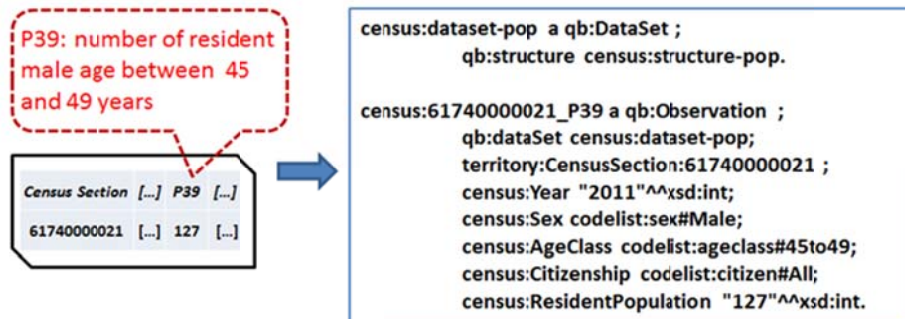 P39: number of resident
male age between 45
and 49 years
Census Section [...] P39 [...]
61740000021 [...] 127 [...]
census:dataset-pop a qb:DataSet ;
qb:structure census:structure-pop.
census:61740000021_P39 a qb:Observation ;
qb:dataSet census:dataset-pop;
territory:CensusSection:61740000021 ;
census:Year "2011"^^xsd:int;
census:Sex codelist:sex#Male;
census:AgeClass codelist:ageclass#45to49;
census:Citizenship codelist:citizen#All;
census:ResidentPopulation "127"^^xsd:int.